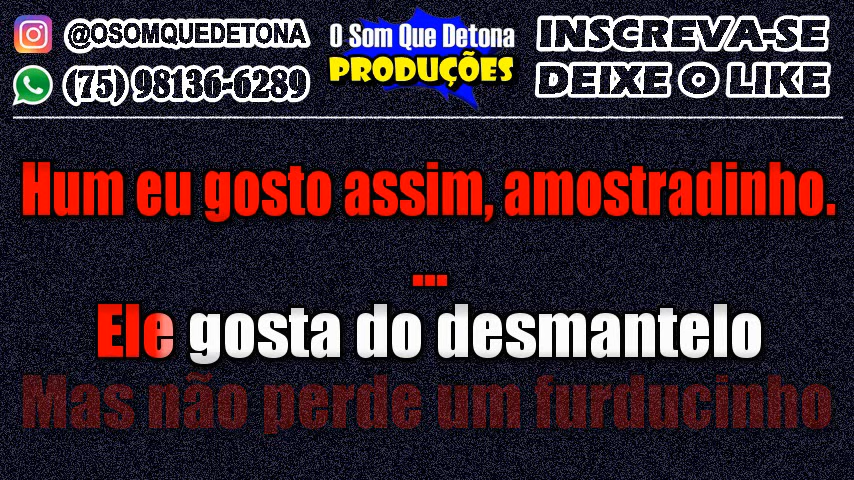 @OSOMQUEDETONA
(75) 98136-6289
O Som Que Detona
PRODUÇÕES
INSCREVA-SE
DEIXE O LIKE
Hum eu gosto assim, amostradinho.
...
Ele gosta do desmantelo
Mas não perde um furducinho